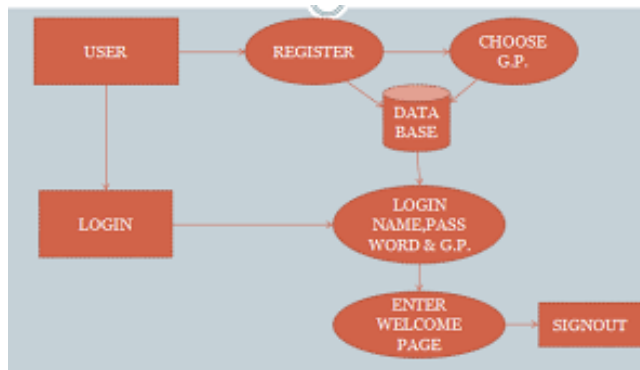 USER
REGISTER
CHOOSE
G.P.
DATA
BASE
LOGIN
LOGIN
NAME,PASS
WORD & G.P.
ENTER
WELCOME
PAGE
SIGNOUT